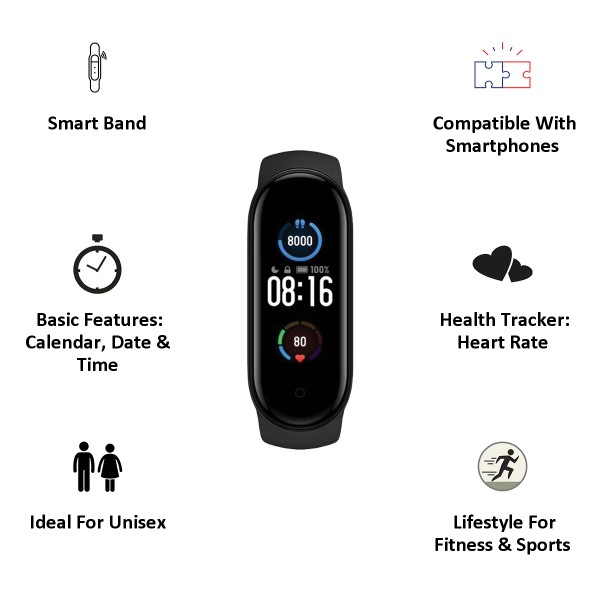 Smart Band
Compatible With
Smartphones
8000
100%
08:16
80
Basic Features:
Calendar, Date &
Time
Health Tracker:
Heart Rate
Ideal For Unisex
Lifestyle For
Fitness & Sports